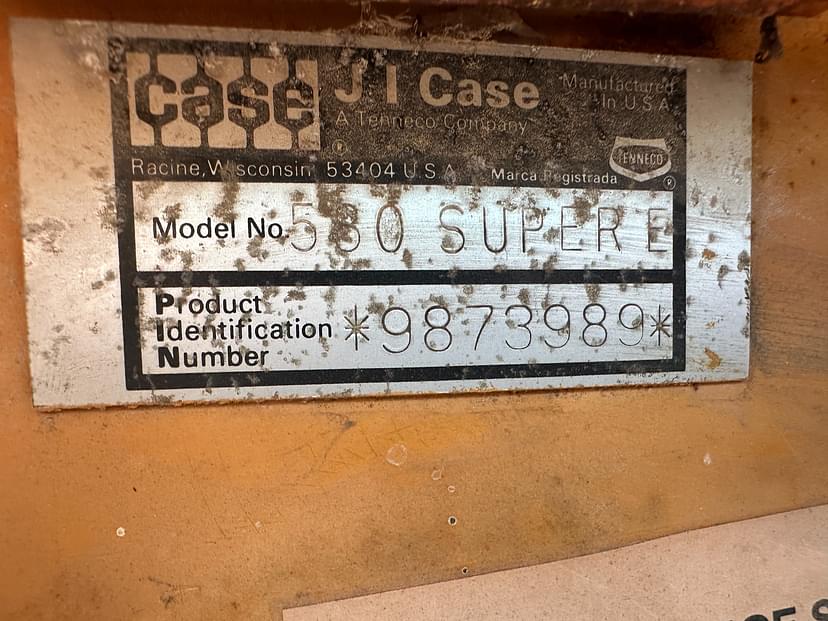 case
J I Case
Manufactured
In U.S.A.
A Tenneco Company
TENNECO
Racine, Wisconsin 53404 U.S.A. Marca Registrada
Model No. 580 SUPER E
Product
Identification
Number
*9873989*